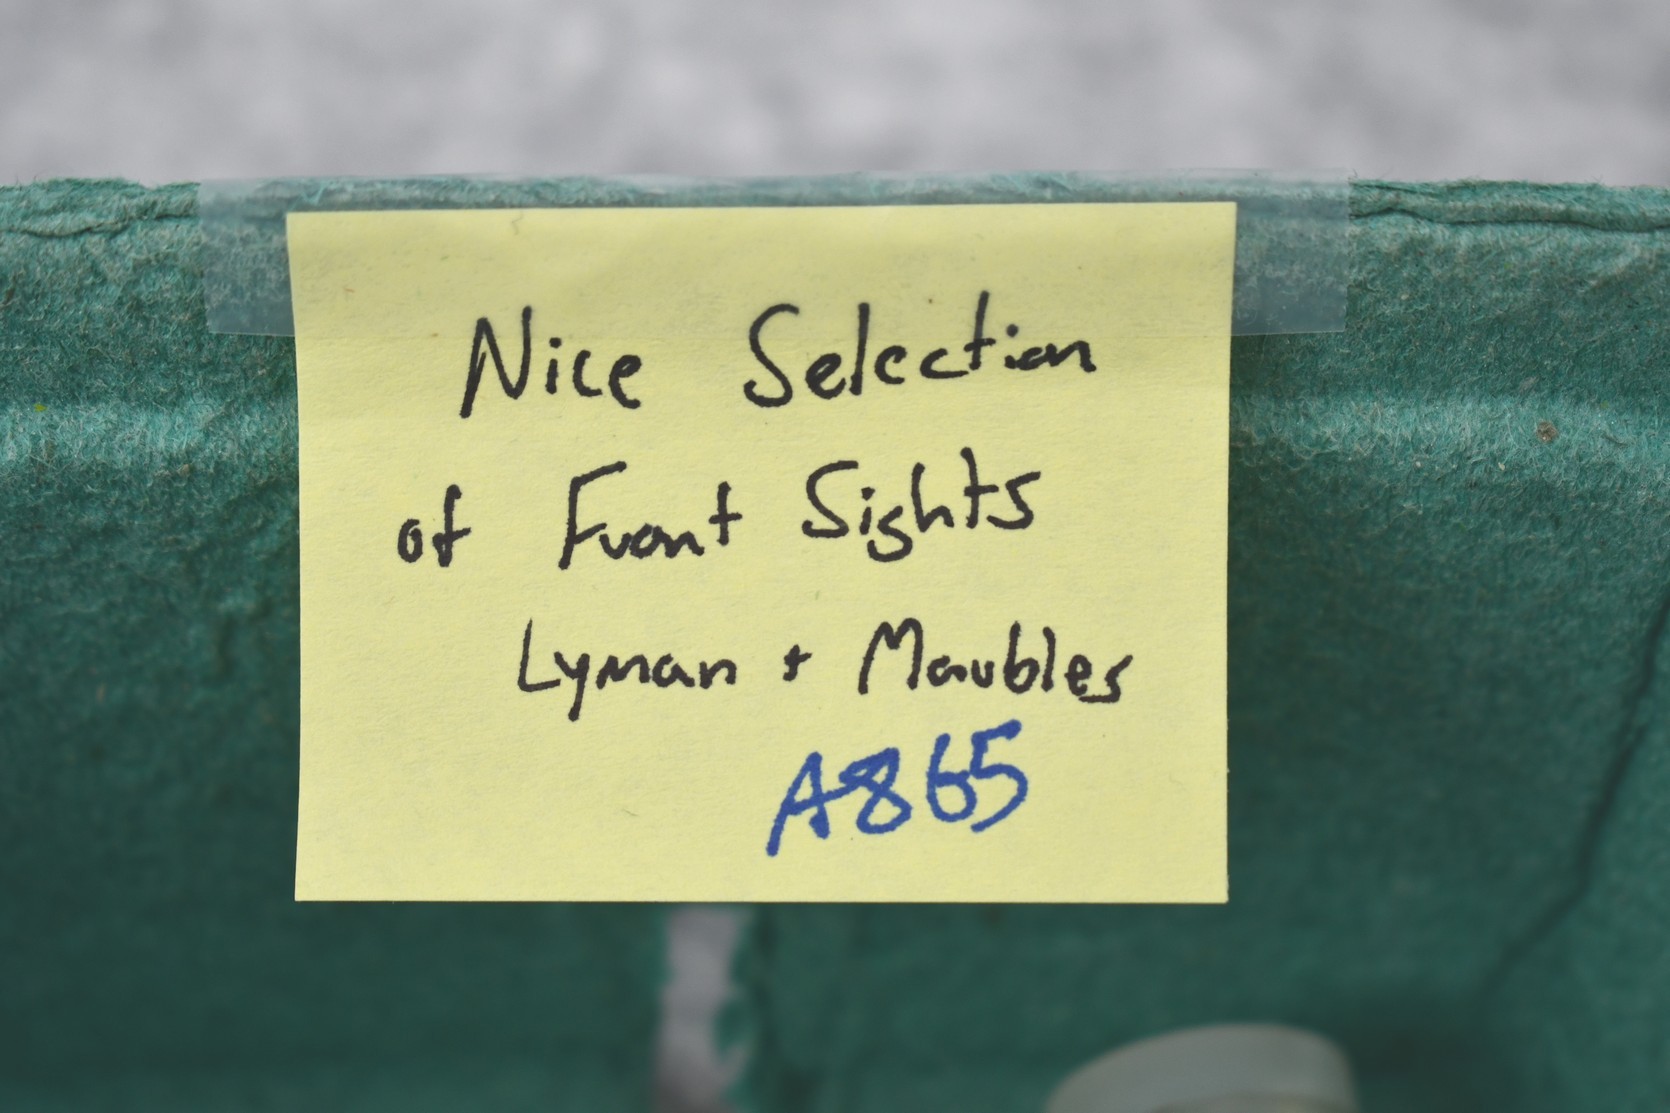 Nice Selection
of Front Sights
Lyman + Marbles
A865